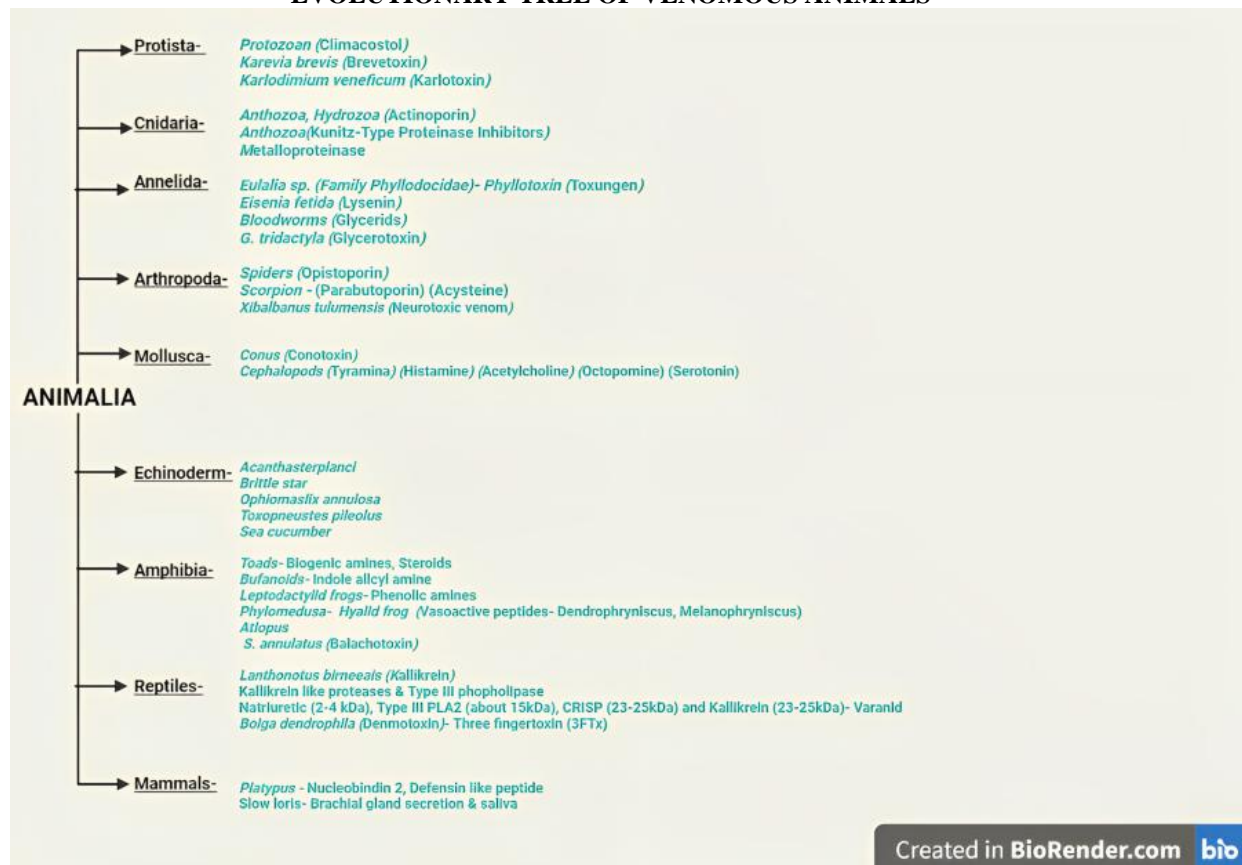 EVOLUTIONARY TREE OF VENOMOUS ANIMALS
Protista-
Protozoan (Climacostol)
Karevia brevis (Brevetoxin)
Karlodimium veneficum (Karlotoxin)
Cnidaria-
Anthozoa, Hydrozoa (Actinoporin)
Anthozoa(Kunitz-Type Proteinase Inhibitors)
Metalloproteinase
Annelida-
Eulalia sp. (Family Phyllodocidae)- Phyllotoxin (Toxungen)
Eisenia fetida (Lysenin)
Bloodworms (Glycerids)
G. tridactyla (Glycerotoxin)
Arthropoda-
Spiders (Opistoporin)
Scorpion - (Parabutoporin) (Acysteine)
Xibalbanus tulumensis (Neurotoxic venom)
Mollusca-
Conus (Conotoxin)
Cephalopods (Tyramina) (Histamine) (Acetylcholine) (Octopomine) (Serotonin)
ANIMALIA
Echinoderm-
Acanthasterplanci
Brittle star
Ophiomastix annulosa
Toxopneustes pileolus
Sea cucumber
Amphibia-
Toads- Biogenic amines, Steroids
Bufanoids- Indole allcyl amine
Leptodactylid frogs- Phenolic amines
Phylomedusa- Hyalid frog (Vasoactive peptides- Dendrophryniscus, Melanophryniscus)
Atlopus
S. annulatus (Balachotoxin)
Reptiles-
Lanthonotus birneeais (Kallikrein)
Kallikrein like proteases & Type III phopholipase
Natriuretic (2-4 kDa), Type III PLA2 (about 15kDa), CRISP (23-25kDa) and Kallikrein (23-25kDa)- Varanid
Bolga dendrophila (Denmotoxin)- Three fingertoxin (3FTx)
Mammals-
Platypus - Nucleobindin 2, Defensin like peptide
Slow loris- Brachial gland secretion & saliva
Created in BioRender.com bio